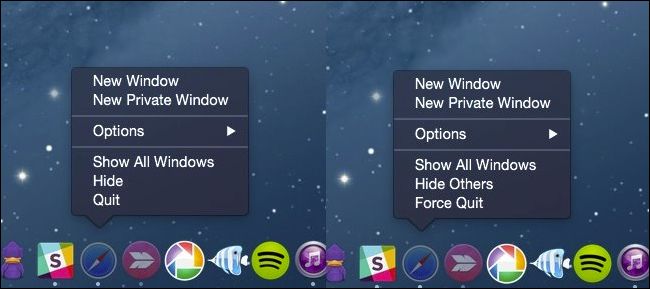 New Window
New Private Window
Options
Show All Windows
Hide
Quit
S
New Window
New Private Window
Options
Show All Windows
Hide Others
Force Quit
S